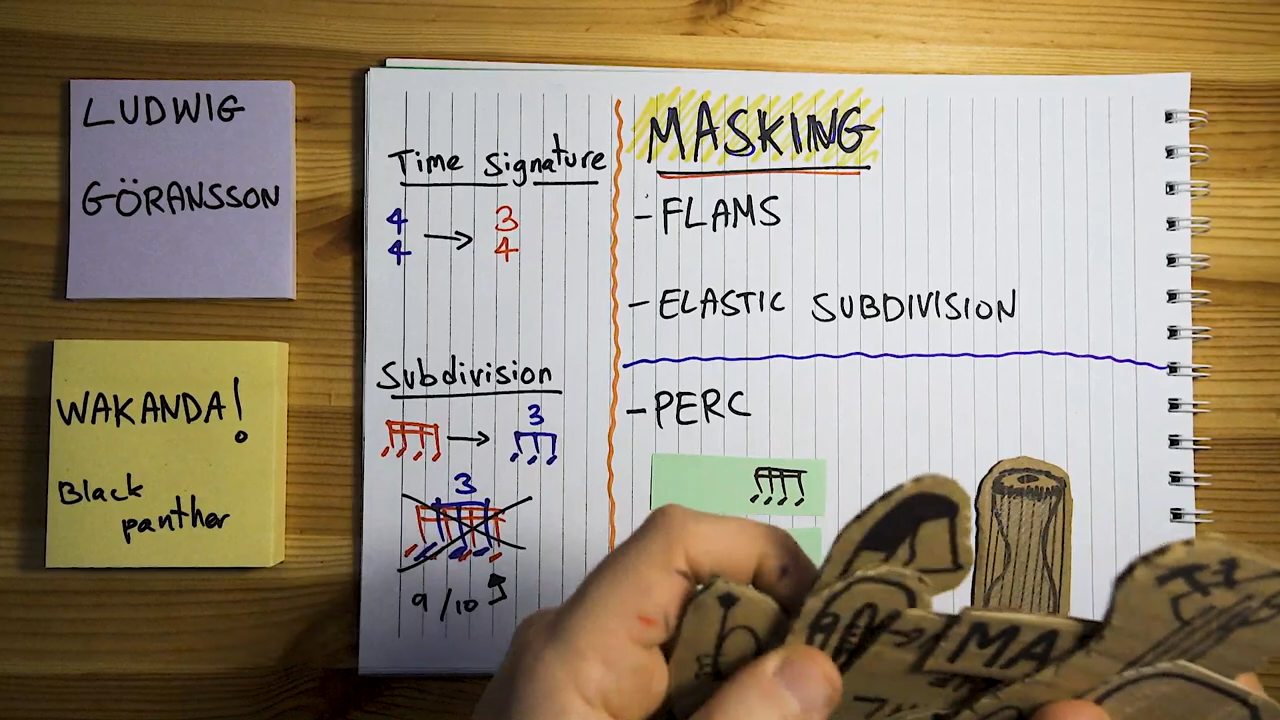 LUDWIG
GÖRANSSON
WAKANDA!
Black
panther
Time Signature
4 → 3
4 4
Subdivision
3
3
9/10
MASKING
- FLAMS
- ELASTIC SUBDIVISION
- PERC
MA